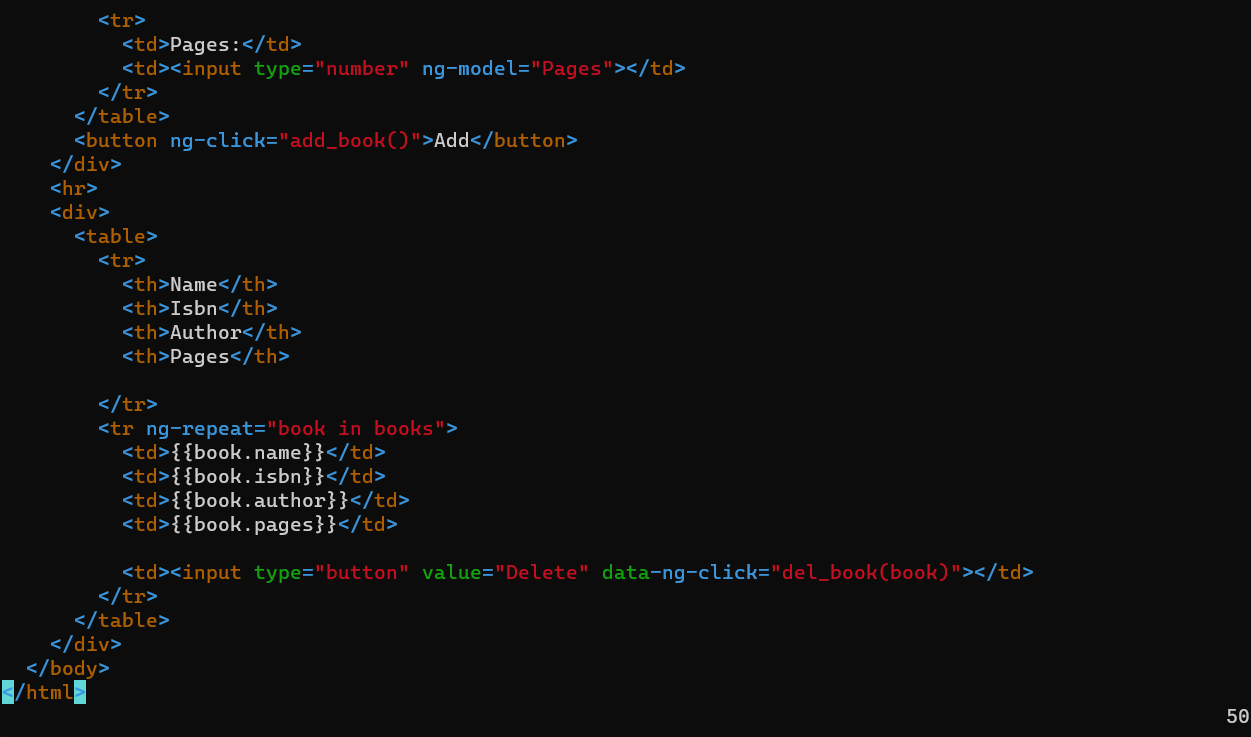 <tr>
          <td>Pages:</td>
          <td><input type="number" ng-model="Pages"></td>
        </tr>
      </table>
      <button ng-click="add_book()">Add</button>
    </div>
    <hr>
    <div>
      <table>
        <tr>
          <th>Name</th>
          <th>Isbn</th>
          <th>Author</th>
          <th>Pages</th>

        </tr>
        <tr ng-repeat="book in books">
          <td>{{book.name}}</td>
          <td>{{book.isbn}}</td>
          <td>{{book.author}}</td>
          <td>{{book.pages}}</td>

          <td><input type="button" value="Delete" data-ng-click="del_book(book)"></td>
        </tr>
      </table>
    </div>
  </body>
</html>
50